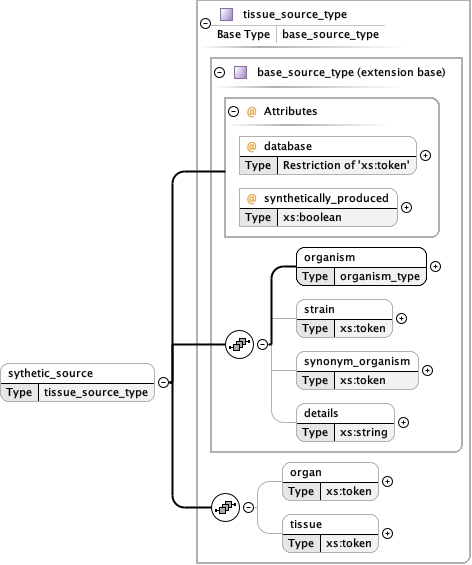 tissue_source_type
Base Type base_source_type
base_source_type (extension base)
@ Attributes
@ database
Type Restriction of 'xs:token'
@ synthetically_produced
Type xs:boolean
organism
Type organism_type
strain
Type xs:token
synonym_organism
Type xs:token
details
Type xs:string
sythetic_source
Type tissue_source_type
organ
Type xs:token
tissue
Type xs:token